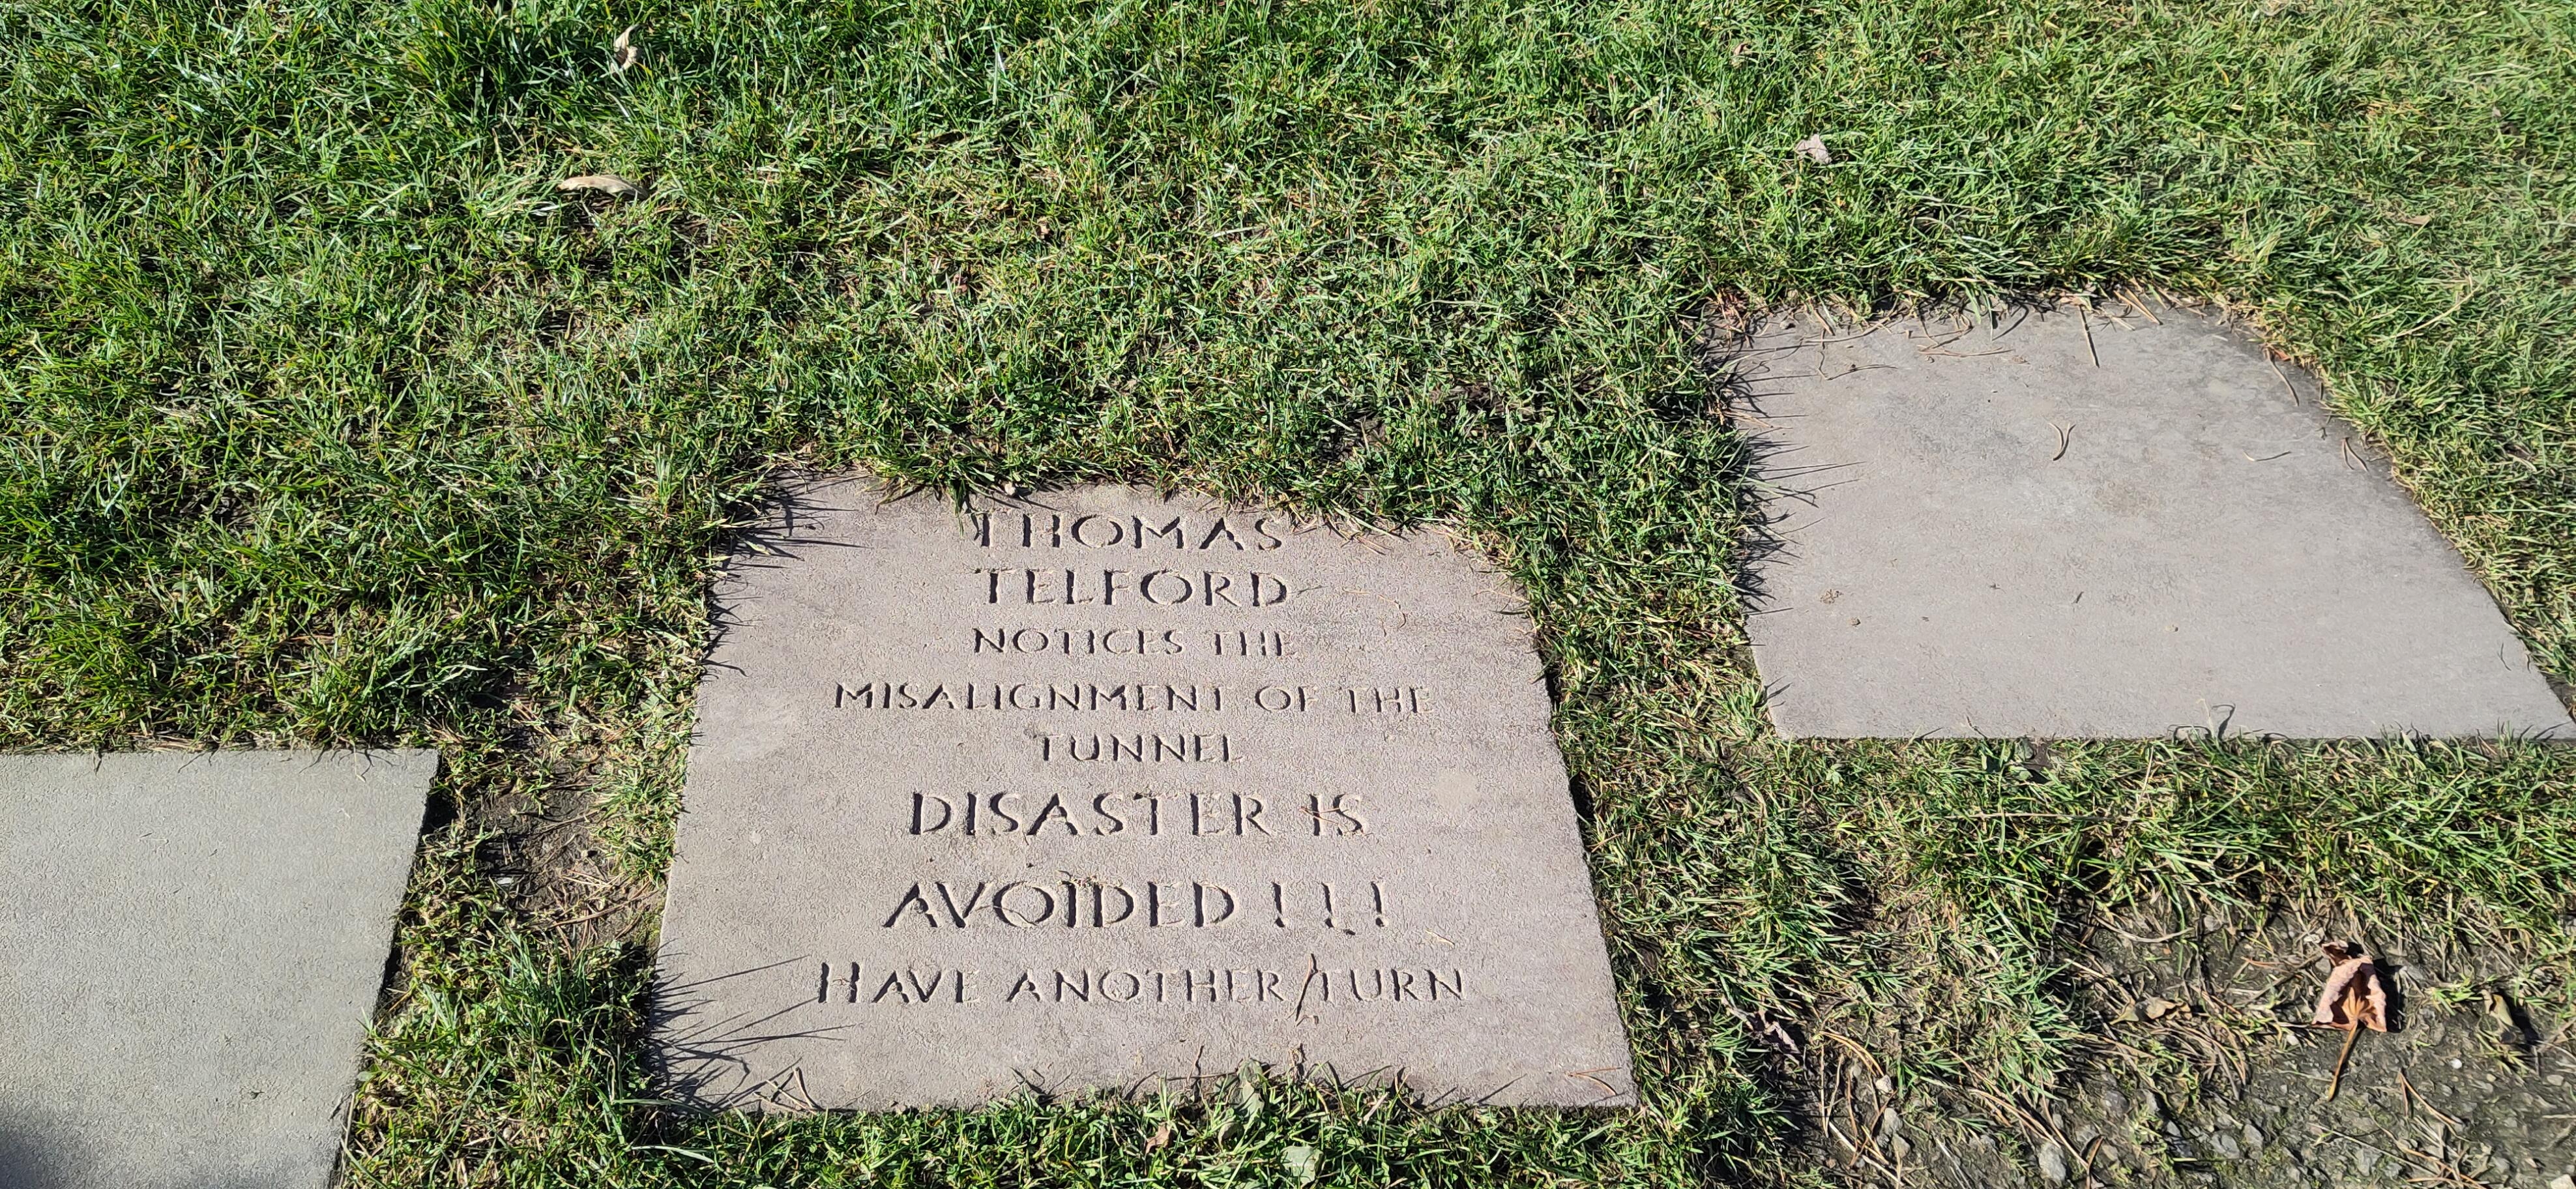 THOMAS
TELFORD
NOTICES THE
MISALIGNMENT OF THE
TUNNEL
DISASTER IS
AVOIDED !!!
HAVE ANOTHER TURN